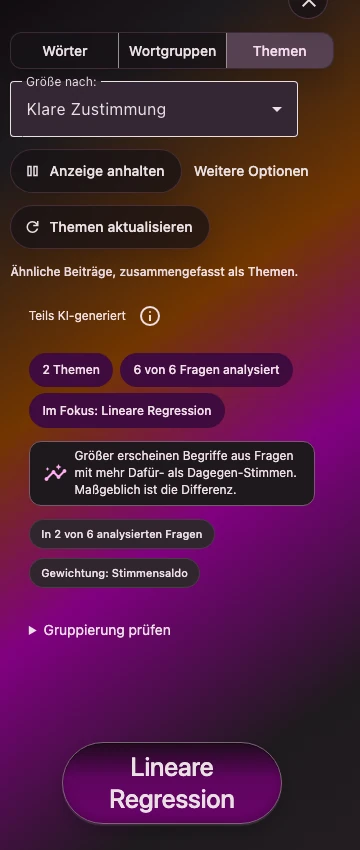 Wörter
Wortgruppen
Themen
Größe nach:
Klare Zustimmung
Anzeige anhalten
Weitere Optionen
Themen aktualisieren
Ähnliche Beiträge, zusammengefasst als Themen.
Teils KI-generiert
2 Themen
6 von 6 Fragen analysiert
Im Fokus: Lineare Regression
Größer erscheinen Begriffe aus Fragen
mit mehr Dafür- als Dagegen-Stimmen.
Maßgeblich ist die Differenz.
In 2 von 6 analysierten Fragen
Gewichtung: Stimmensaldo
Gruppierung prüfen
Lineare
Regression